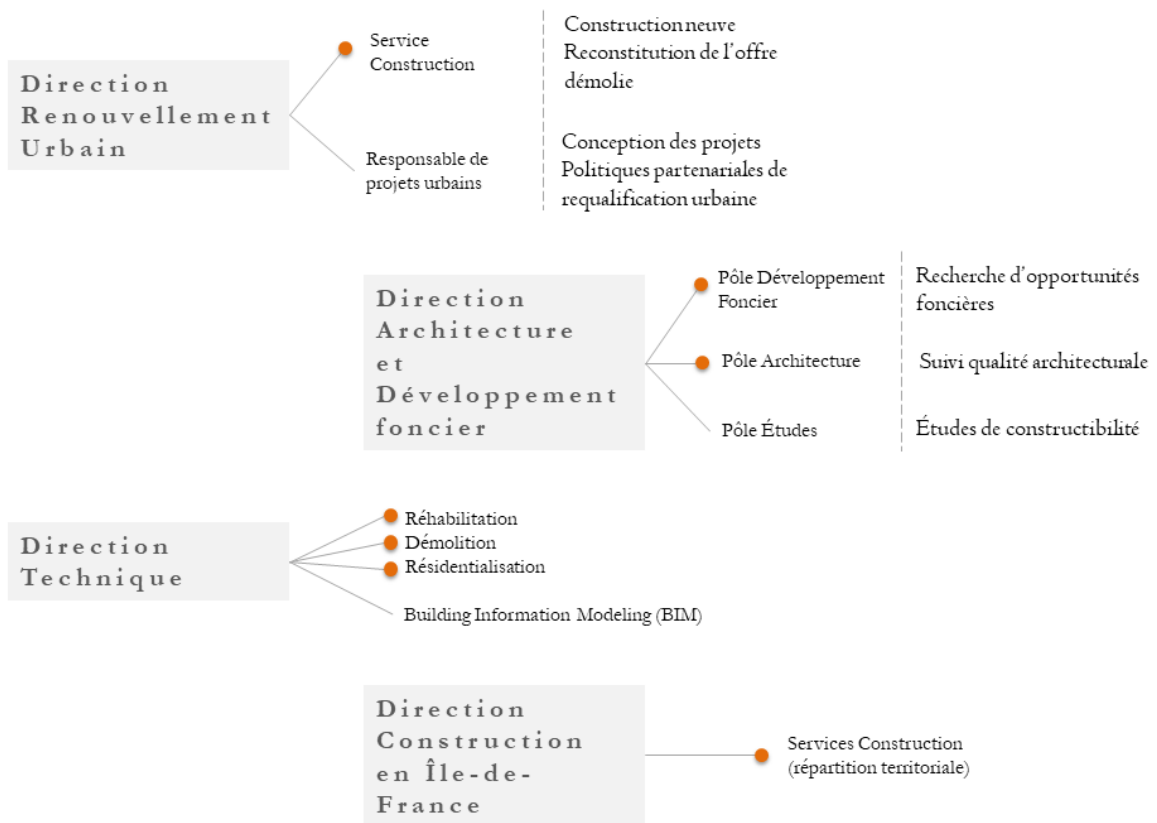 Direction
Renouvellement
Urbain
Service
Construction
Construction neuve
Reconstitution de l'offre
démolie
Responsable de
projets urbains
Conception des projets
Politiques partenariales de
requalification urbaine
Direction
Architecture
et
Développement
foncier
Pôle Développement
Foncier
Recherche d'opportunités
foncières
Pôle Architecture
Suivi qualité architecturale
Pôle Études
Études de constructibilité
Direction
Technique
Réhabilitation
Démolition
Résidentialisation
Building Information Modeling (BIM)
Direction
Construction
en Île-de-
France
Services Construction
(répartition territoriale)